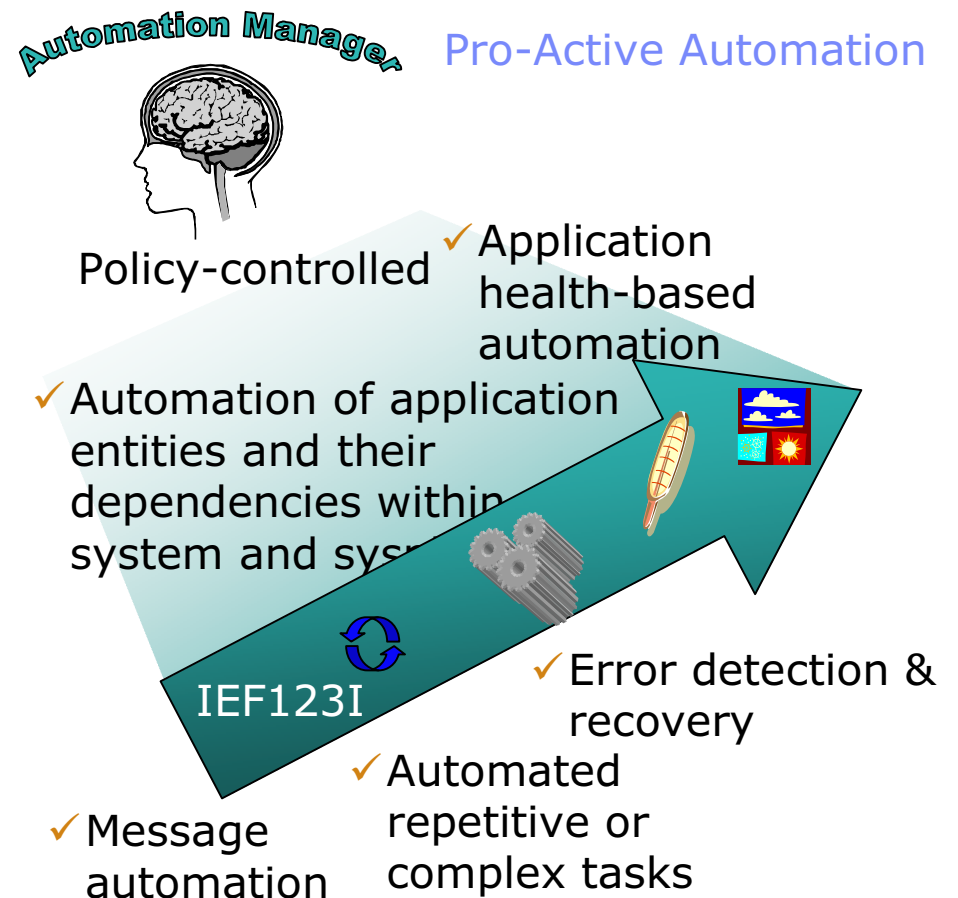 Automation Manager
Pro-Active Automation
Policy-controlled
Application
health-based
automation
Automation of application
entities and their
dependencies within
system and
IEF123I
Error detection &
recovery
Automated
repetitive or
complex tasks
Message
automation